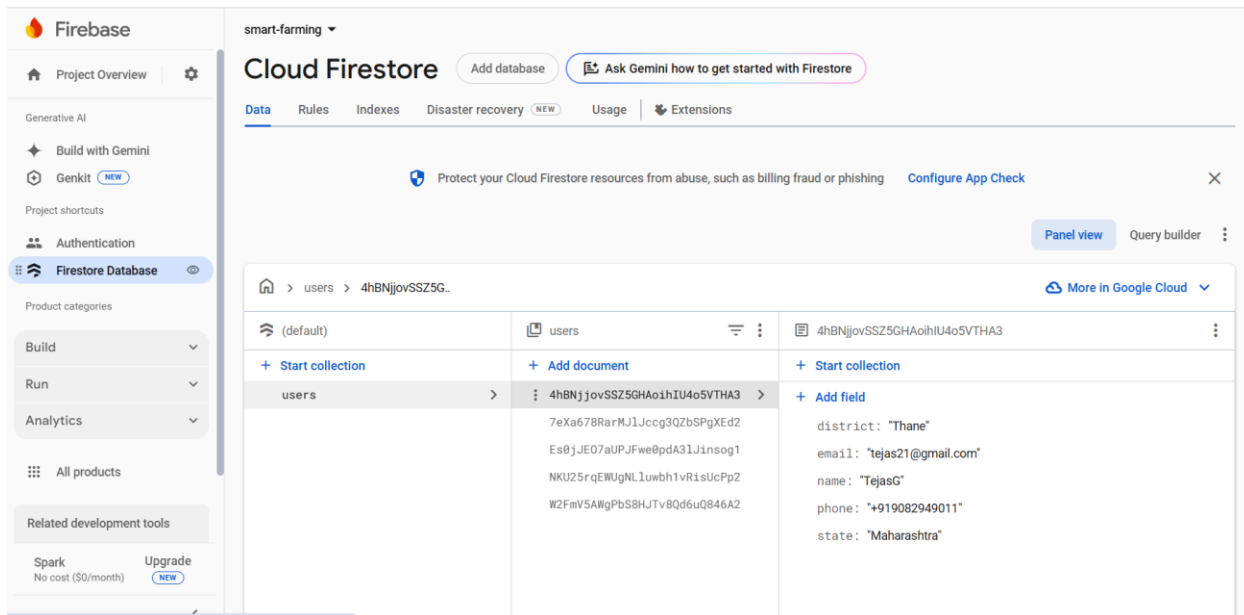 Firebase
Project Overview
Generative AI
Build with Gemini
Genkit NEW
Project shortcuts
Authentication
Firestore Database
Product categories
Build
Run
Analytics
All products
Related development tools
Spark Upgrade
No cost ($0/month) NEW
smart-farming
Cloud Firestore Add database Ask Gemini how to get started with Firestore
Data Rules Indexes Disaster recovery NEW Usage Extensions
Protect your Cloud Firestore resources from abuse, such as billing fraud or phishing Configure App Check
Panel view Query builder
> users > 4hBNjjovSSZ5G.. More in Google Cloud
(default)
+ Start collection
users
users
+ Add document
4hBNjjovSSZ5GHAoihIU4o5VTHA3
7eXa678RarMJlJccg3QZbSPgXEd2
Es0jJEO7aUPJFwe0pdA3lJinsog1
NKU25rqEWUgNLluwbh1vRisUcPp2
W2FmV5AWgPbS8HJTv8Qd6uQ846A2
4hBNjjovSSZ5GHAoihIU4o5VTHA3
+ Start collection
+ Add field
district: "Thane"
email: "tejas21@gmail.com"
name: "TejasG"
phone: "+919082949011"
state: "Maharashtra"